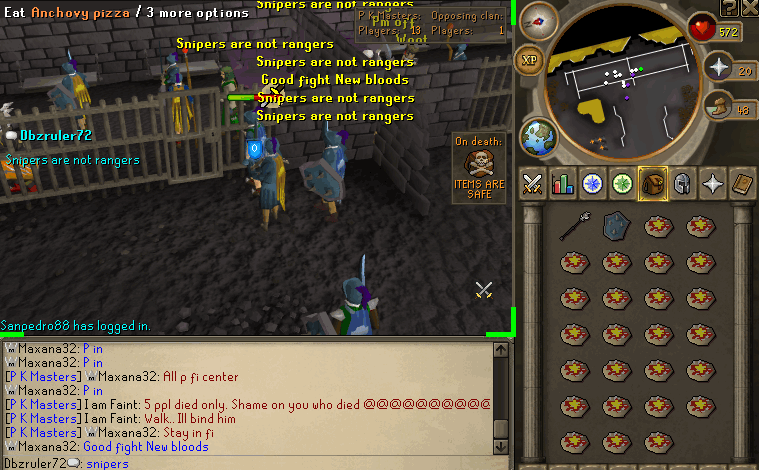 Eat Anchovy pizza / 3 more options
Snipers are not rangers
P K Masters: Opposing clan:
Players: 13 Players: 1
P'm off
Woot
Snipers are not rangers
Snipers are not rangers
Good fight New bloods
Snipers are not rangers
Snipers are not rangers
Dbzruler72
Snipers are not rangers
0
On death:
ITEMS ARE
SAFE
Sanpedro88 has logged in.
Maxana32: P in
Maxana32: P in
[P K Masters] Maxana32: All p fi center
Maxana32: P in
[P K Masters] I am Faint: 5 ppl died only. Shame on you who died @@@@@@@@@@
[P K Masters] I am Faint: Walk.. Ill bind him
[P K Masters] Maxana32: Stay in fi
Maxana32: Good fight New bloods
Dbzruler72: snipers
572
XP
20
48